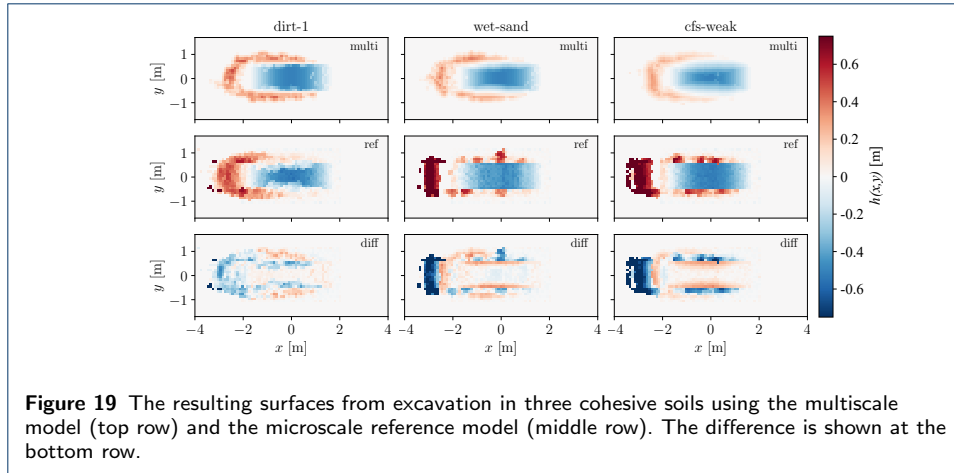 dirt-1 wet-sand cfs-weak
multi multi multi
1
0
−1
y [m]
ref ref ref
1
0
−1
y [m]
diff diff diff
1
0
−1
y [m]
−4 −2 0 2 4 −2 0 2 4 −2 0 2 4
x [m] x [m] x [m]
0.6
0.4
0.2
0
-0.2
-0.4
-0.6
h(x,y) [m]
Figure 19 The resulting surfaces from excavation in three cohesive soils using the multiscale
model (top row) and the microscale reference model (middle row). The difference is shown at the
bottom row.